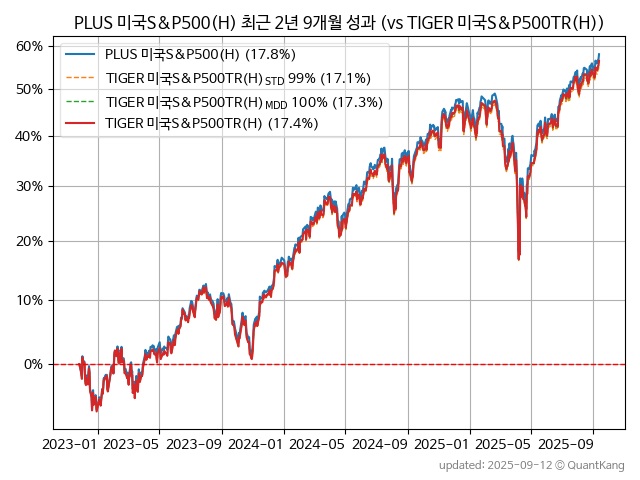 PLUS 미국S&P500(H) 최근 2년 9개월 성과 (vs TIGER 미국S&P500TR(H))
60%
50%
40%
30%
20%
10%
0%
PLUS 미국S&P500(H) (17.8%)
TIGER 미국S&P500TR(H) STD 99% (17.1%)
TIGER 미국S&P500TR(H) MDD 100% (17.3%)
TIGER 미국S&P500TR(H) (17.4%)
2023-01 2023-05 2023-09 2024-01 2024-05 2024-09 2025-01 2025-05 2025-09
updated: 2025-09-12 © QuantKang